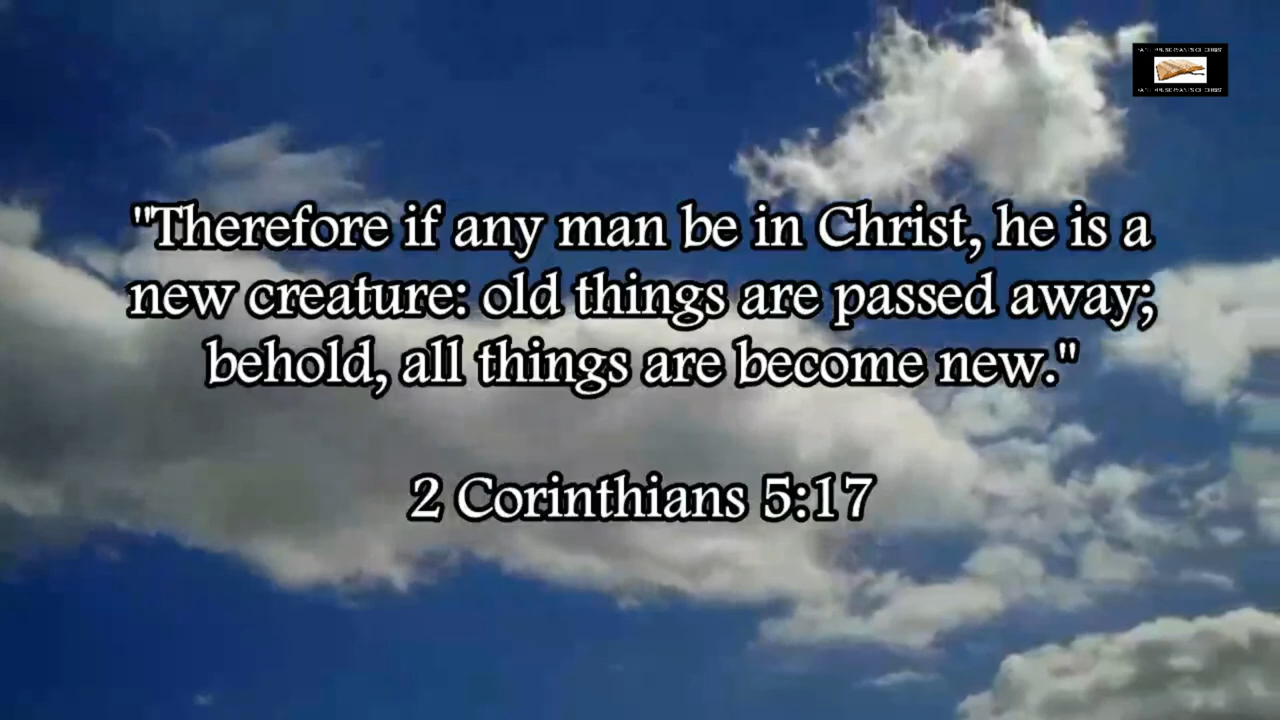 "Therefore if any man be in Christ, he is a
new creature: old things are passed away;
behold, all things are become new."
2 Corinthians 5:17